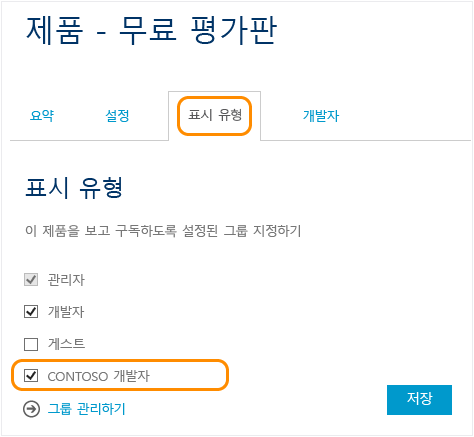 제품 - 무료 평가판
요약 설정 표시 유형 개발자
표시 유형
이 제품을 보고 구독하도록 설정된 그룹 지정하기
관리자
개발자
게스트
CONTOSO 개발자
그룹 관리하기
저장